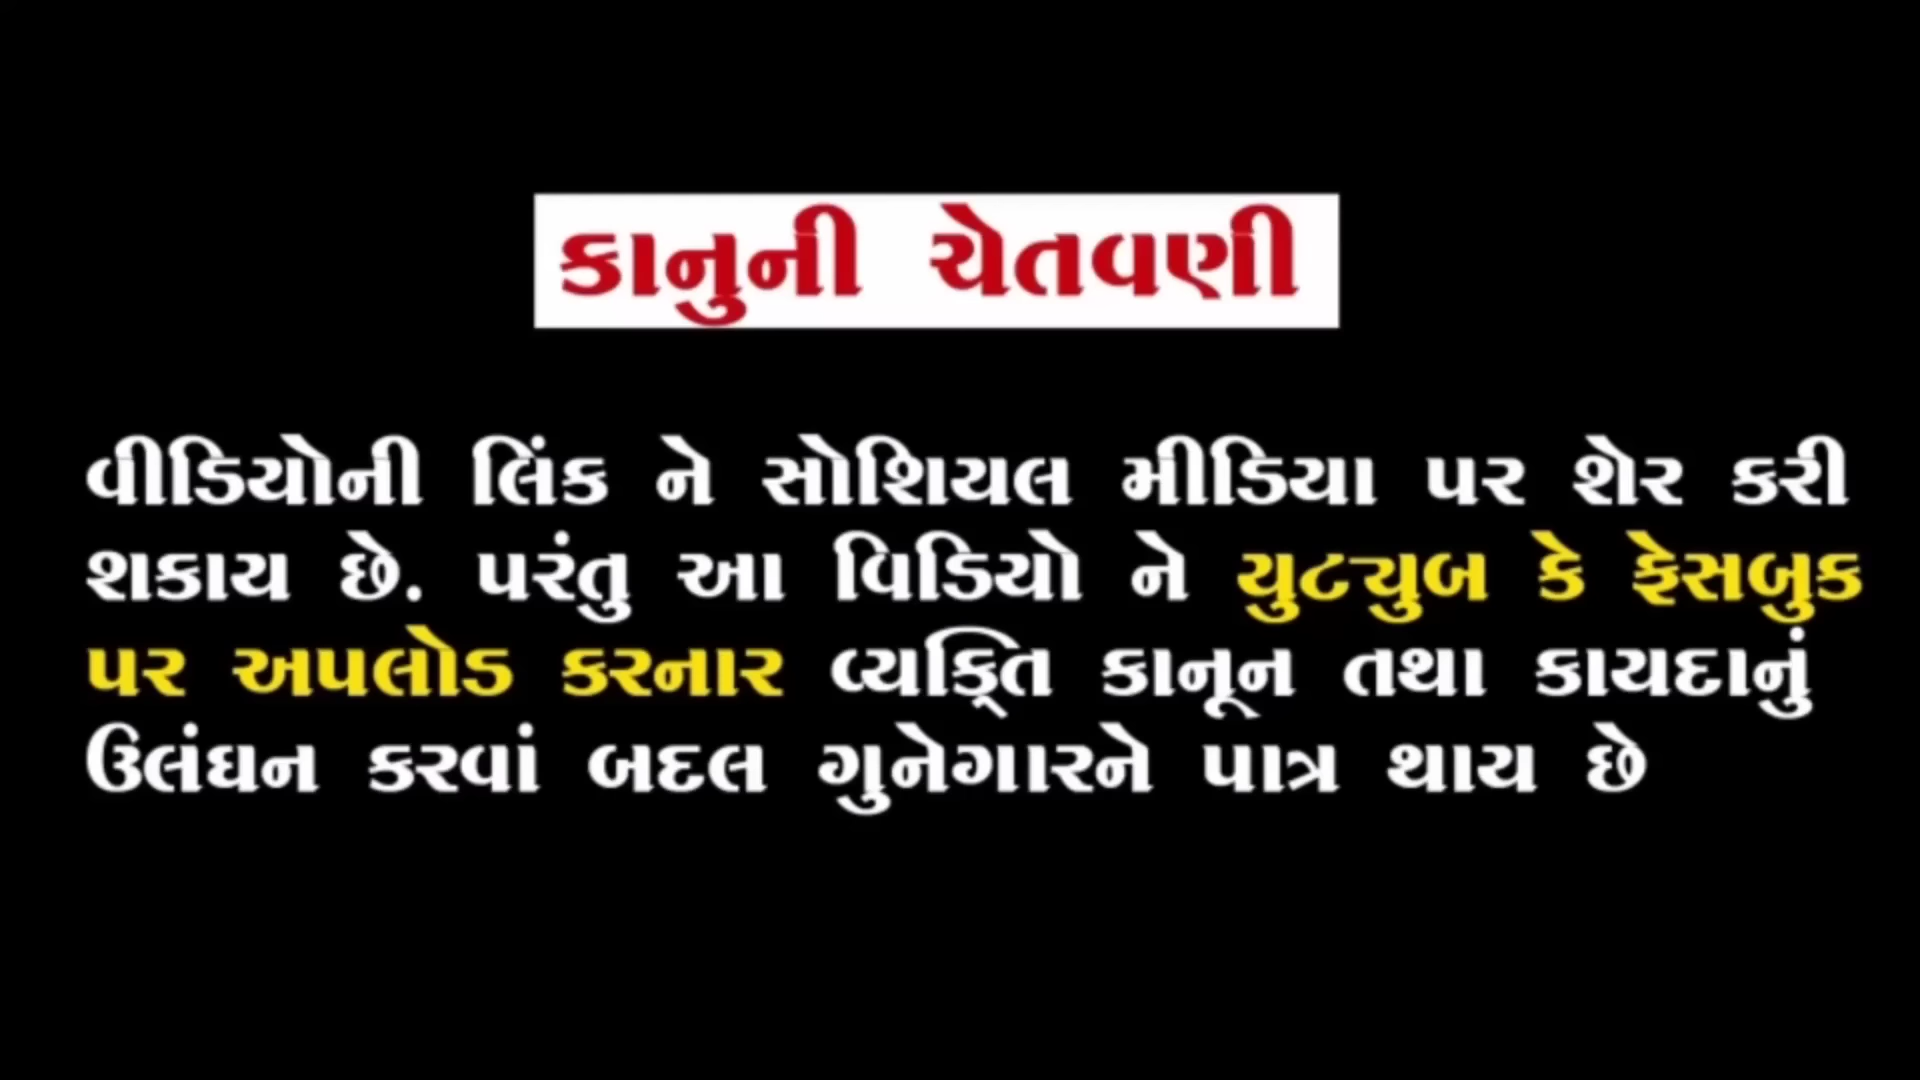 કાનુની ચેતવણી
વીડિયોની લિંક ને સોશિયલ મીડિયા પર શેર કરી
શકાય છે. પરંતુ આ વિડિયો ને યુટ્યુબ કે ફેસબુક
પર અપલોડ કરનાર વ્યક્તિ કાનૂન તથા કાયદાનું
ઉલંઘન કરવાં બદલ ગુનેગારને પાત્ર થાય છે